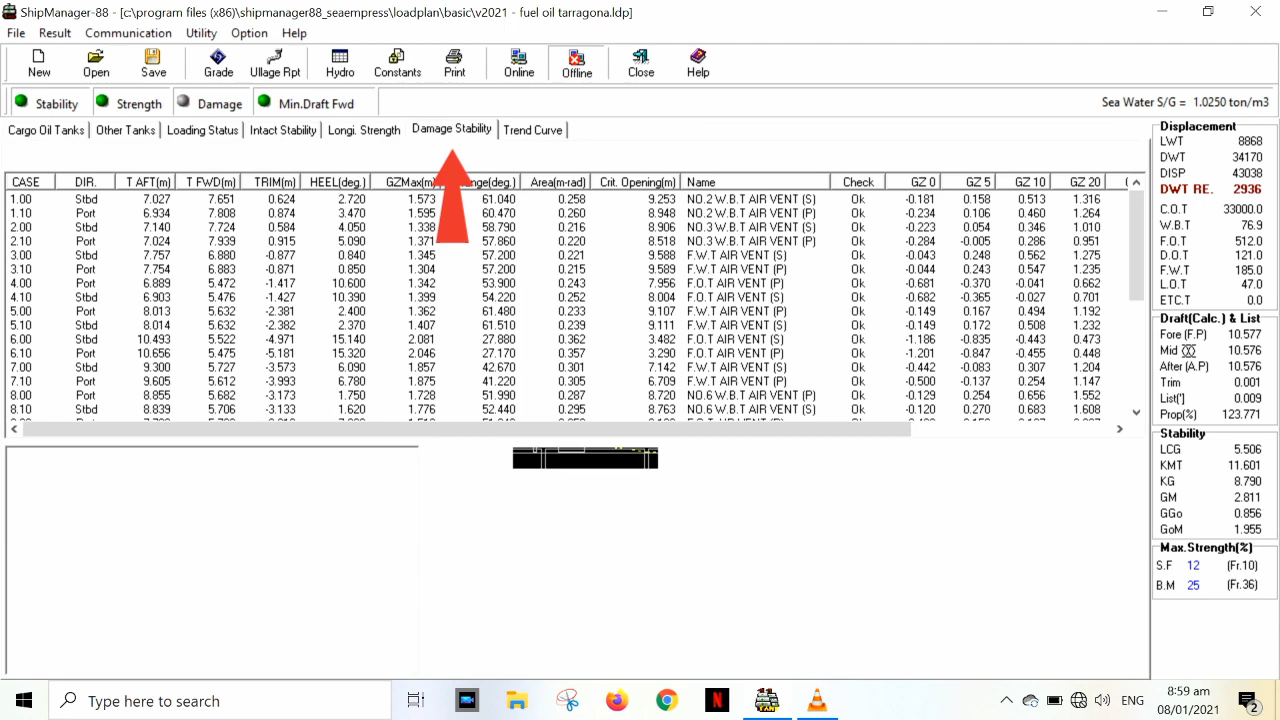 ShipManager-88 - [c:\program files (x86)\shipmanager88_seaempress\loadplan\basic\v2021 - fuel oil tarragona.ldp]
File Result Communication Utility Option Help
New Open Save Grade Ullage Rpt Hydro Constants Print Online Offline Close Help
Stability Strength Damage Min.Draft Fwd Sea Water S/G = 1.0250 ton/m3
Cargo Oil Tanks Other Tanks Loading Status Intact Stability Longi. Strength Damage Stability Trend Curve
CASE DIR. T AFT(m) T FWD(m) TRIM(m) HEEL(deg.) GZMax(m) (deg.) Area(m-rad) Crit. Opening(m) Name Check GZ 0 GZ 5 GZ 10 GZ 20
1.00 Stbd 7.027 7.651 0.624 2.720 1.573 61.040 0.258 9.253 NO.2 W.B.T AIR VENT (S) Ok -0.181 0.158 0.513 1.316
1.10 Port 6.934 7.808 0.874 3.470 1.595 60.470 0.260 8.948 NO.2 W.B.T AIR VENT (P) Ok -0.234 0.106 0.460 1.264
2.00 Stbd 7.140 7.724 0.584 4.050 1.338 58.790 0.216 8.906 NO.3 W.B.T AIR VENT (S) Ok -0.223 0.054 0.346 1.010
2.10 Port 7.024 7.939 0.915 5.090 1.371 57.860 0.220 8.518 NO.3 W.B.T AIR VENT (P) Ok -0.284 -0.005 0.286 0.951
3.00 Stbd 7.757 6.880 -0.877 0.840 1.345 57.200 0.221 9.588 F.W.T AIR VENT (S) Ok -0.043 0.248 0.562 1.275
3.10 Port 7.754 6.883 -0.871 0.850 1.304 57.200 0.215 9.589 F.W.T AIR VENT (P) Ok -0.044 0.243 0.547 1.235
4.00 Port 6.889 5.472 -1.417 10.600 1.342 53.900 0.243 7.956 F.O.T AIR VENT (P) Ok -0.681 -0.370 -0.041 0.662
4.10 Stbd 6.903 5.476 -1.427 10.390 1.399 54.220 0.252 8.004 F.O.T AIR VENT (S) Ok -0.682 -0.365 -0.027 0.701
5.00 Port 8.013 5.632 -2.381 2.400 1.362 61.480 0.233 9.107 F.O.T AIR VENT (P) Ok -0.149 0.167 0.494 1.192
5.10 Stbd 8.014 5.632 -2.382 2.370 1.407 61.510 0.239 9.111 F.O.T AIR VENT (S) Ok -0.149 0.172 0.508 1.232
6.00 Stbd 10.493 5.522 -4.971 15.140 2.081 27.880 0.362 3.482 F.O.T AIR VENT (S) Ok -1.186 -0.835 -0.443 0.473
6.10 Port 10.656 5.475 -5.181 15.320 2.046 27.170 0.357 3.290 F.O.T AIR VENT (P) Ok -1.201 -0.847 -0.455 0.448
7.00 Stbd 9.300 5.727 -3.573 6.090 1.857 42.670 0.301 7.142 F.W.T AIR VENT (S) Ok -0.442 -0.083 0.307 1.204
7.10 Port 9.605 5.612 -3.993 6.780 1.875 41.220 0.305 6.709 F.W.T AIR VENT (P) Ok -0.500 -0.137 0.254 1.147
8.00 Port 8.855 5.682 -3.173 1.750 1.728 51.990 0.287 8.720 NO.6 W.B.T AIR VENT (P) Ok -0.129 0.254 0.656 1.552
8.10 Stbd 8.839 5.706 -3.133 1.620 1.776 52.440 0.295 8.763 NO.6 W.B.T AIR VENT (S) Ok -0.120 0.270 0.683 1.608
Displacement
LWT 8868
DWT 34170
DISP 43038
DWT RE. 2936
C.O.T 33000.0
W.B.T 76.9
F.O.T 512.0
D.O.T 121.0
F.W.T 185.0
L.O.T 47.0
ETC.T 0.0
Draft(Calc.) & List
Fore (F.P) 10.577
Mid 10.576
After (A.P) 10.576
Trim 0.001
List(') 0.009
Prop(%) 123.771
Stability
LCG 5.506
KMT 11.601
KG 8.790
GM 2.811
GGo 0.856
GoM 1.955
Max.Strength(%)
S.F 12 (Fr.10)
B.M 25 (Fr.36)
Type here to search
ENG
8:59 am
08/01/2021
2